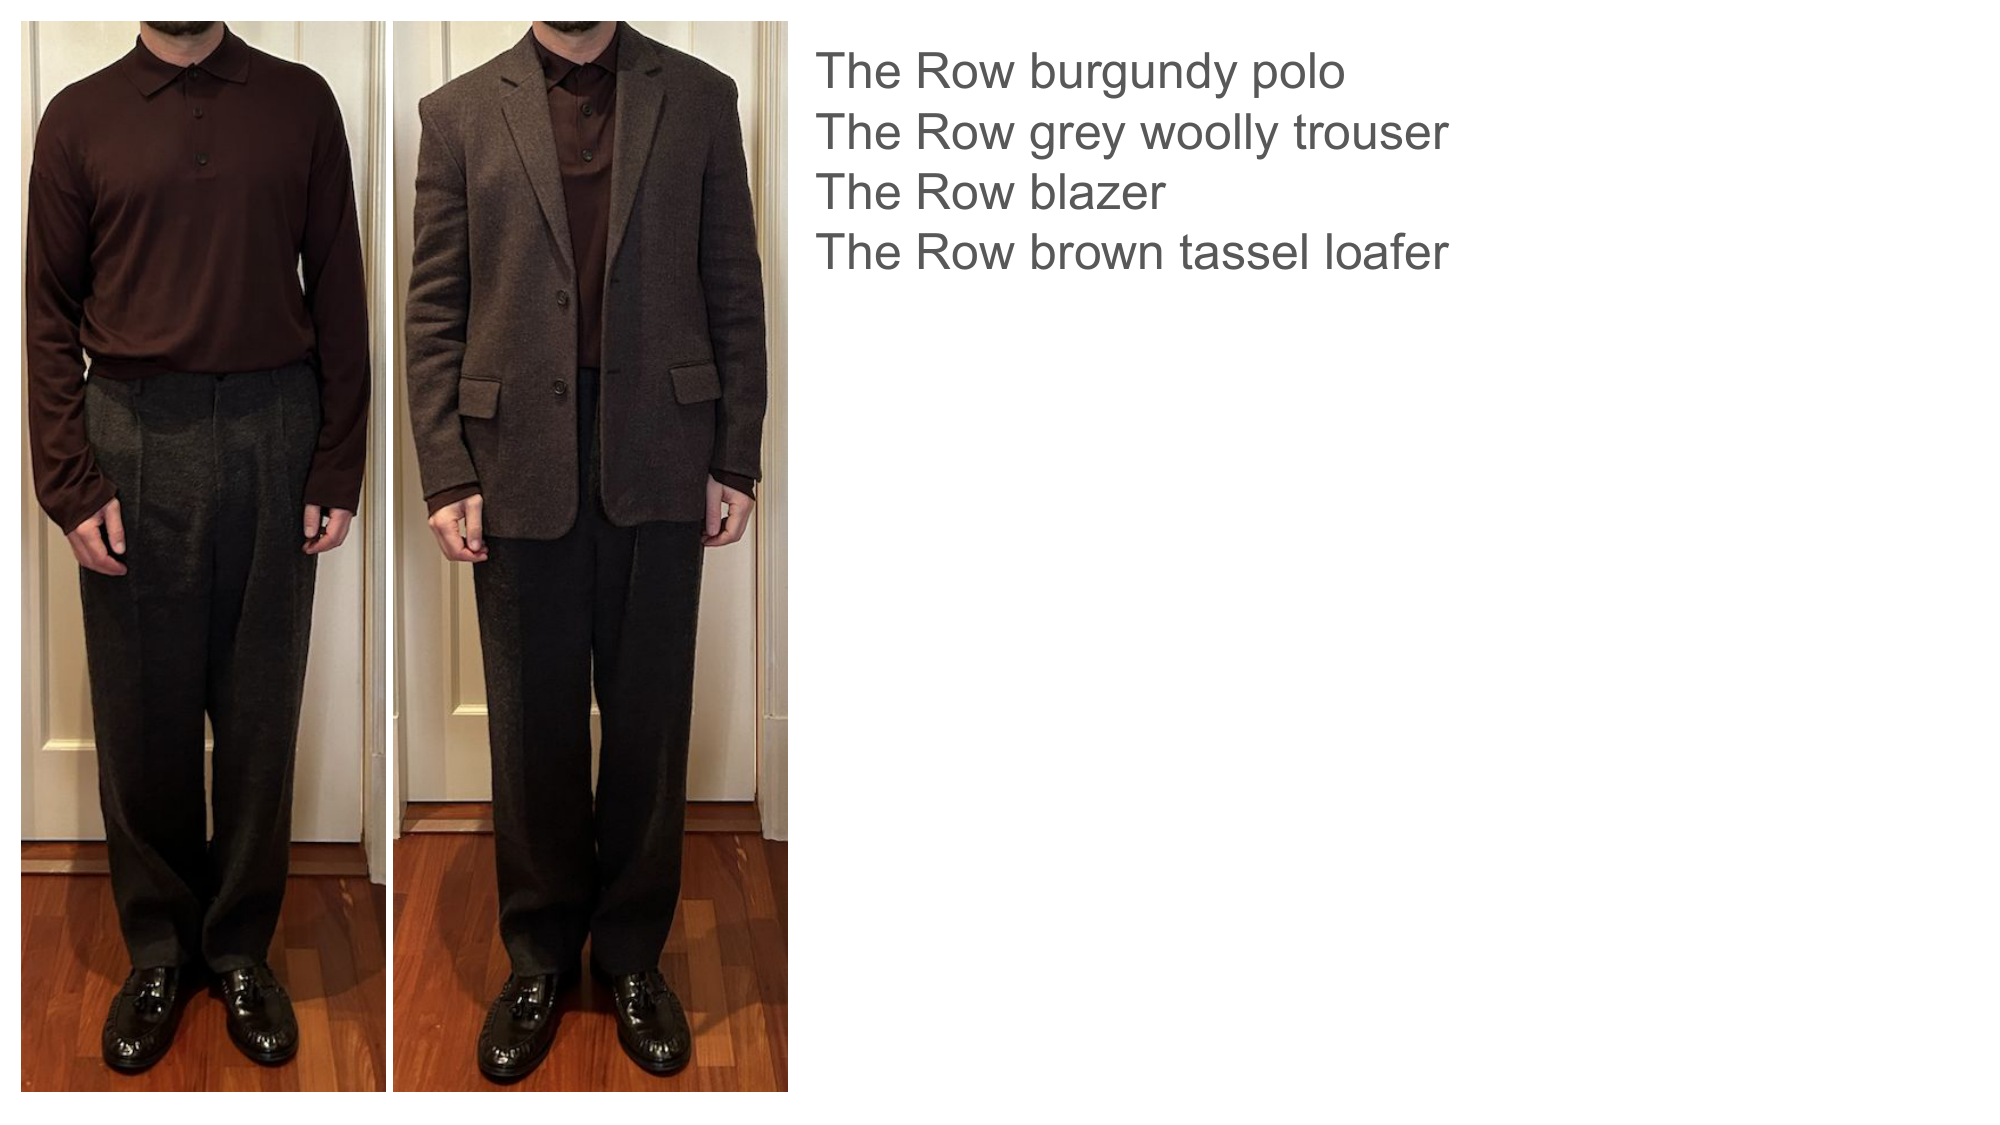 The Row burgundy polo
The Row grey woolly trouser
The Row blazer
The Row brown tassel loafer